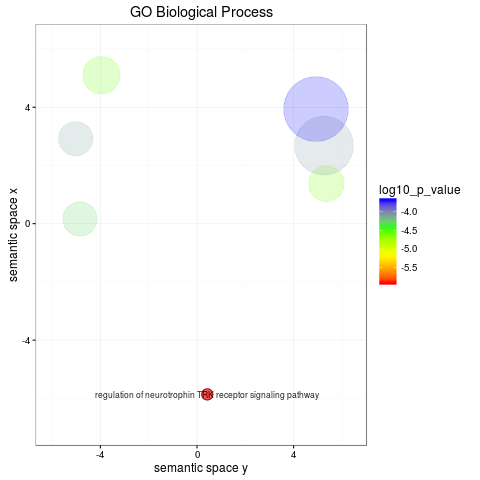 GO Biological Process
4
0
-4
semantic space x
-4
0
4
semantic space y
regulation of neurotrophin TRK receptor signaling pathway
log10_p_value
-4.0
-4.5
-5.0
-5.5